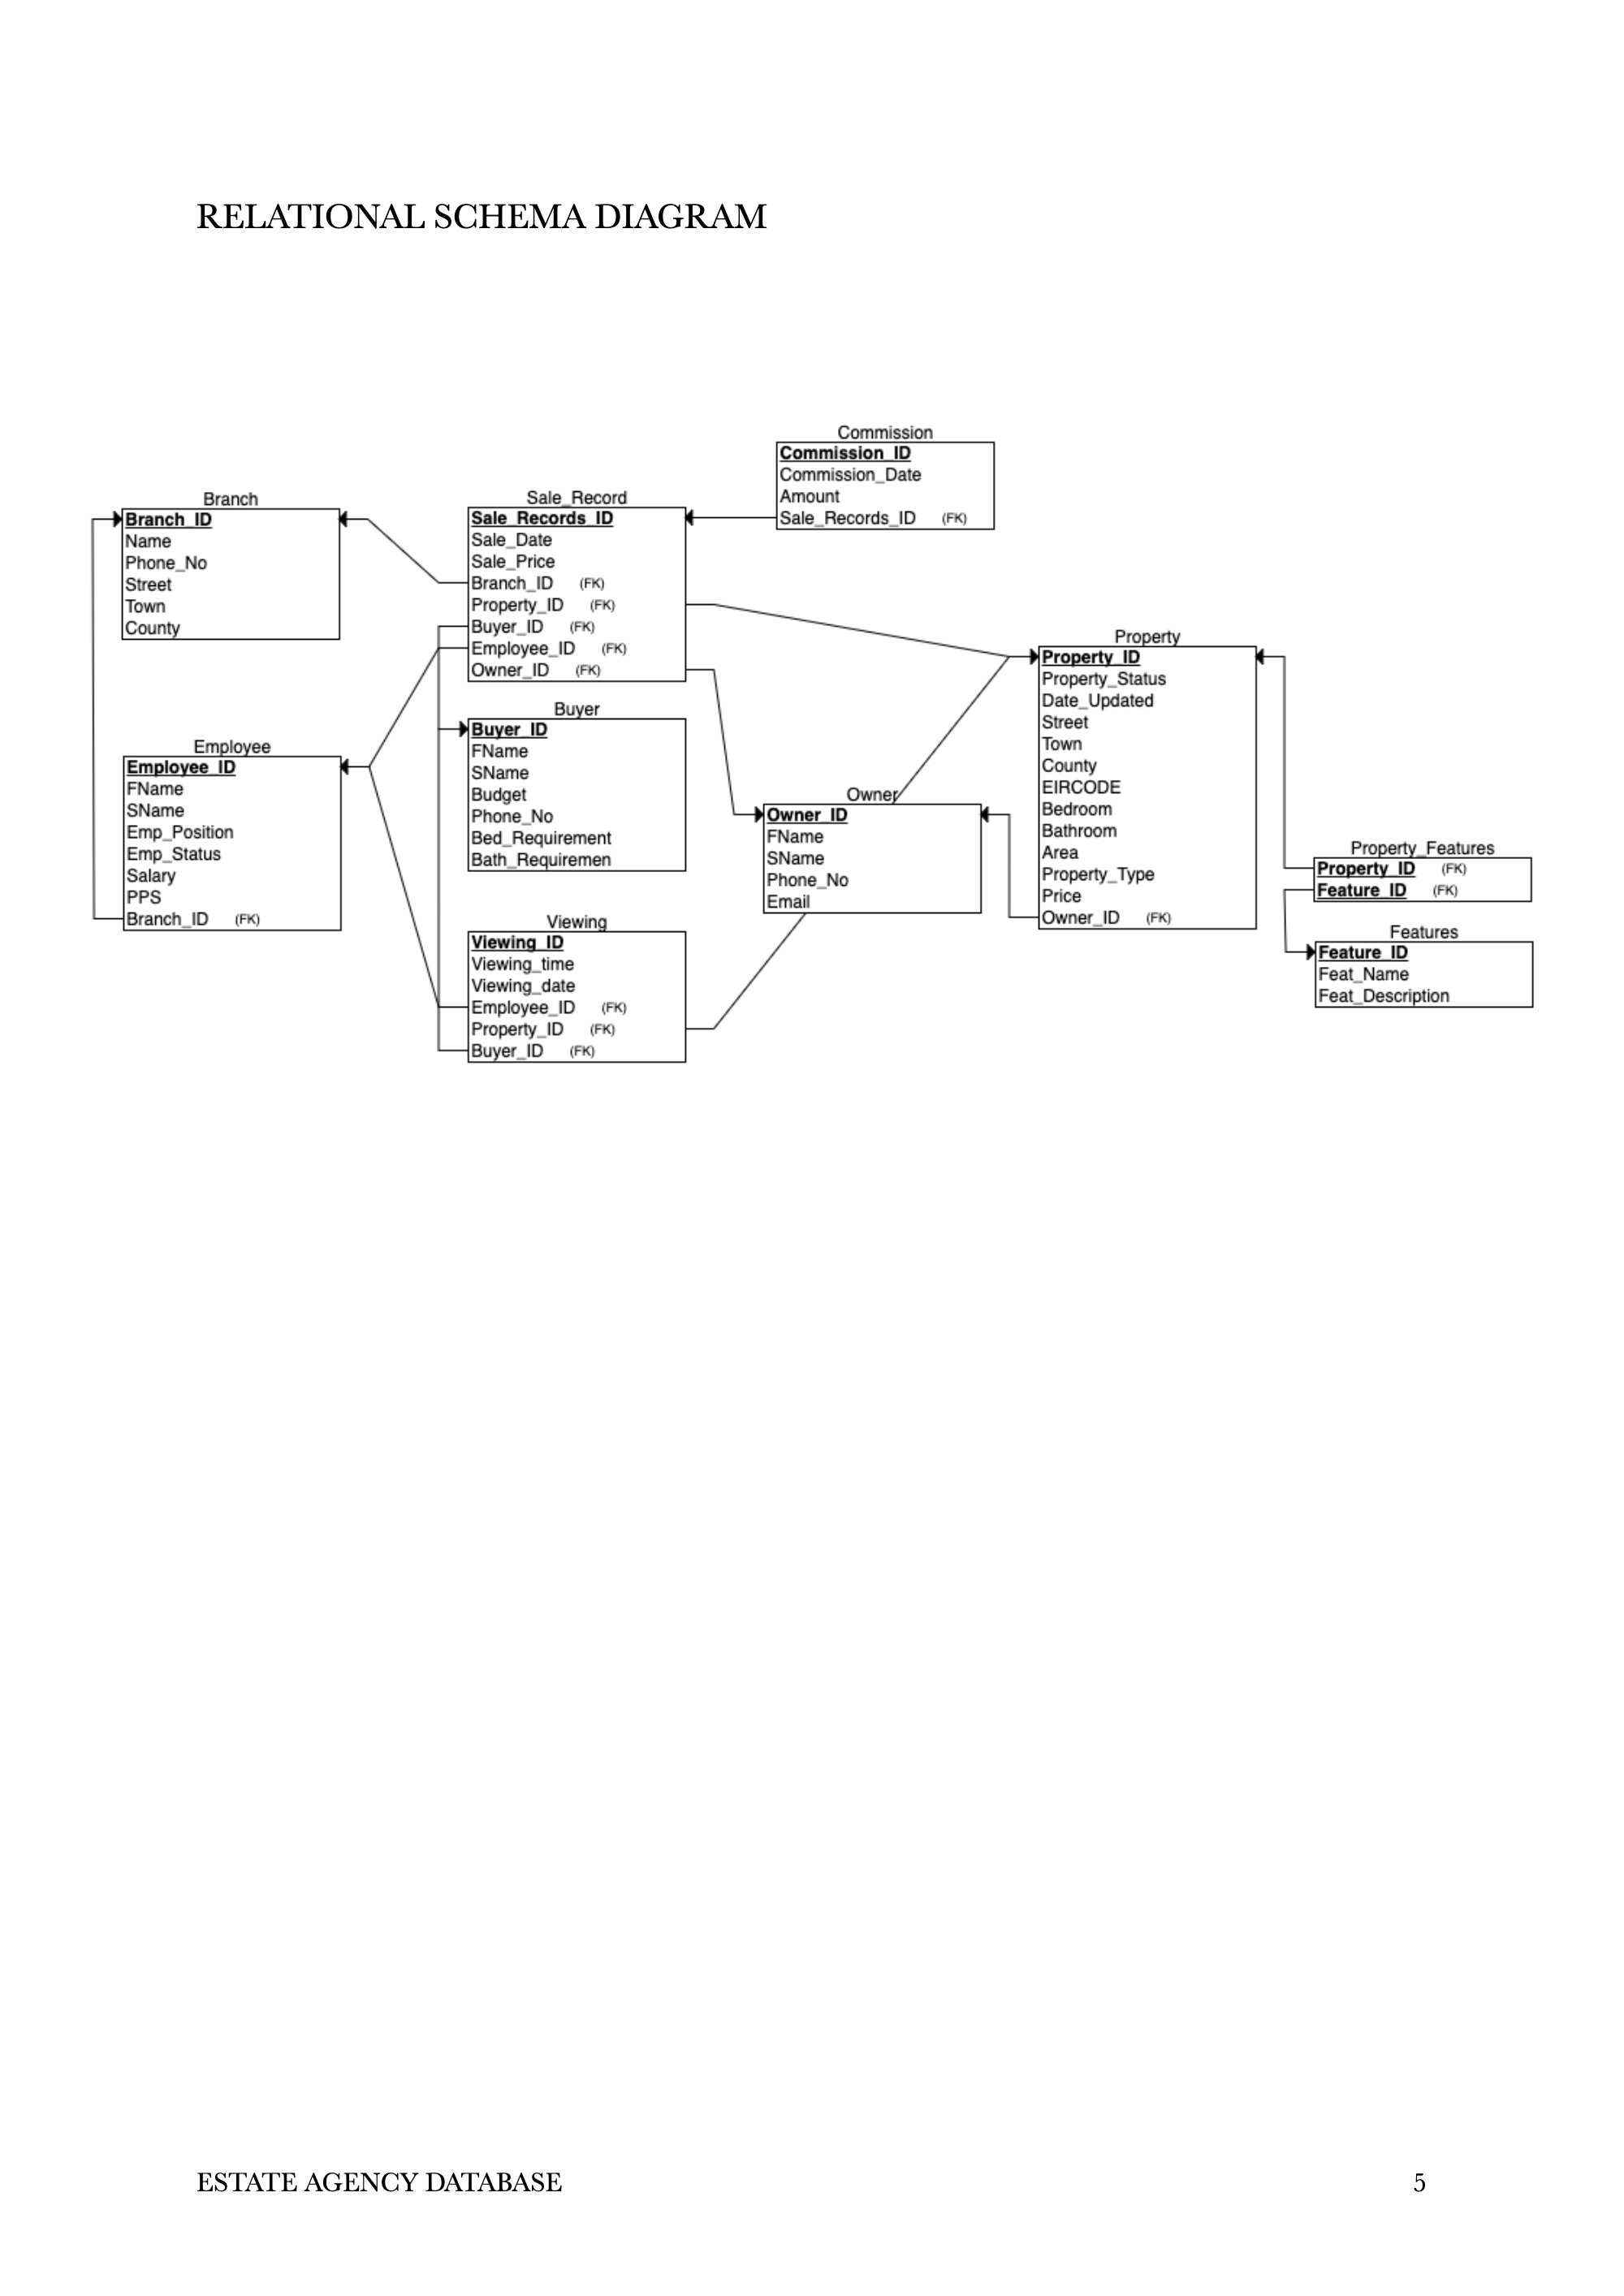 RELATIONAL SCHEMA DIAGRAM
Commission
Commission_ID
Commission_Date
Amount
Sale_Records_ID (FK)
Branch
Branch_ID
Name
Phone_No
Street
Town
County
Sale_Record
Sale_Records_ID
Sale_Date
Sale_Price
Branch_ID (FK)
Property_ID (FK)
Buyer_ID (FK)
Employee_ID (FK)
Owner_ID (FK)
Property
Property_ID
Property_Status
Date_Updated
Street
Town
County
EIRCODE
Bedroom
Bathroom
Area
Property_Type
Price
Owner_ID (FK)
Buyer
Buyer_ID
FName
SName
Budget
Phone_No
Bed_Requirement
Bath_Requiremen
Employee
Employee_ID
FName
SName
Emp_Position
Emp_Status
Salary
PPS
Branch_ID (FK)
Owner
Owner_ID
FName
SName
Phone_No
Email
Property_Features
Property_ID (FK)
Feature_ID (FK)
Viewing
Viewing_ID
Viewing_time
Viewing_date
Employee_ID (FK)
Property_ID (FK)
Buyer_ID (FK)
Features
Feature_ID
Feat_Name
Feat_Description
ESTATE AGENCY DATABASE 5